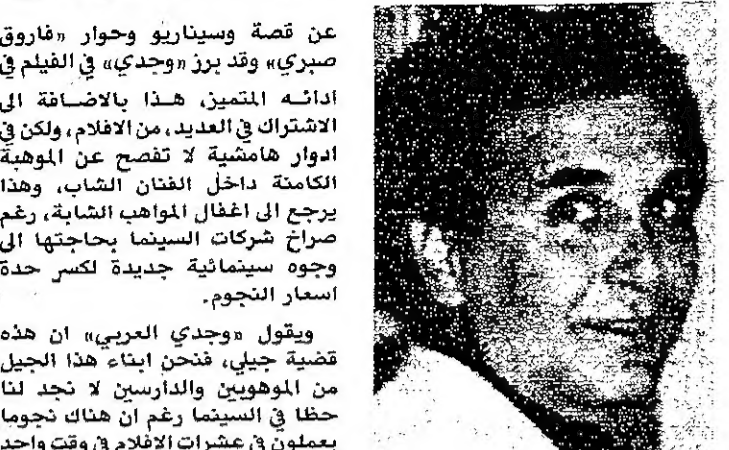 عن قصة وسيناريو وحوار «فاروق
صبري» وقد برز «وجدي» في الفيلم في
ادائه المتميز، هذا بالاضافة الى
الاشتراك في العديد، من الافلام، ولكن في
ادوار هامشية لا تفصح عن الموهبة
الكامنة داخل الفنان الشاب، وهذا
يرجع الى اغفال المواهب الشابة، رغم
صراخ شركات السينما بحاجتها الى
وجوه سينمائية جديدة لكسر حدة
اسعار النجوم.
ويقول «وجدي العربي» ان هذه
قضية جيلي، فنحن ابناء هذا الجيل
من الموهوبين والدارسين لا نجد لنا
حظا في السينما رغم ان هناك نجوما
يعملون في عشرات الافلام في وقت واحد